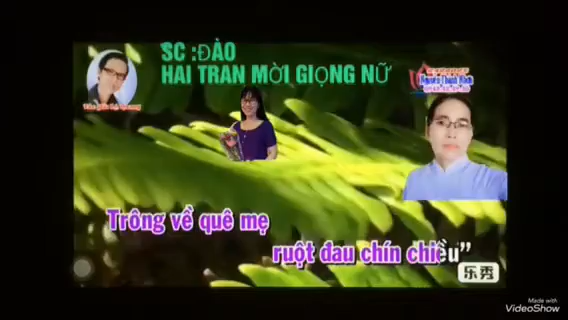 SC :ĐÀO
HAI TRAN MỜI GIỌNG NỮ
Trông về quê mẹ
ruột đau chín chiều”
乐秀
Made with
VideoShow